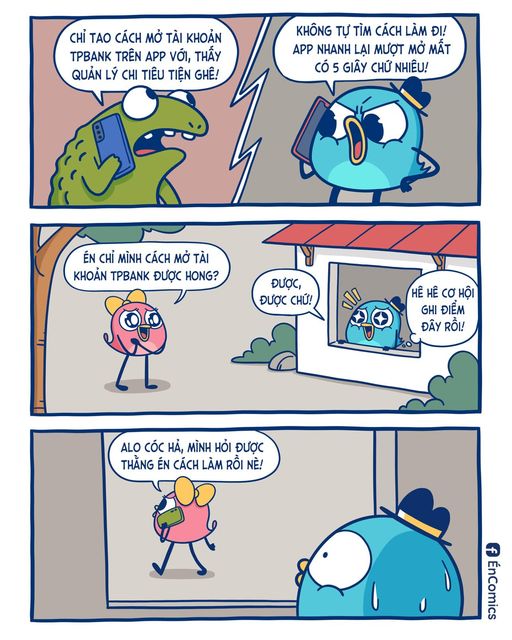 CHỈ TAO CÁCH MỞ TÀI KHOẢN
TPBANK TRÊN APP VỚI, THẤY
QUẢN LÝ CHI TIÊU TIỆN GHÊ!
KHÔNG TỰ TÌM CÁCH LÀM ĐI!
APP NHANH LẠI MƯỢT MỞ MẤT
CÓ 5 GIÂY CHỨ NHIÊU!
ÉN CHỈ MÌNH CÁCH MỞ TÀI
KHOẢN TPBANK ĐƯỢC HONG?
ĐƯỢC,
ĐƯỢC CHỨ!
HÊ HÊ CƠ HỘI
GHI ĐIỂM
ĐÂY RỒI!
ALO CÓC HẢ, MÌNH HỎI ĐƯỢC
THẰNG ÉN CÁCH LÀM RỒI NÈ!
ÉnComics